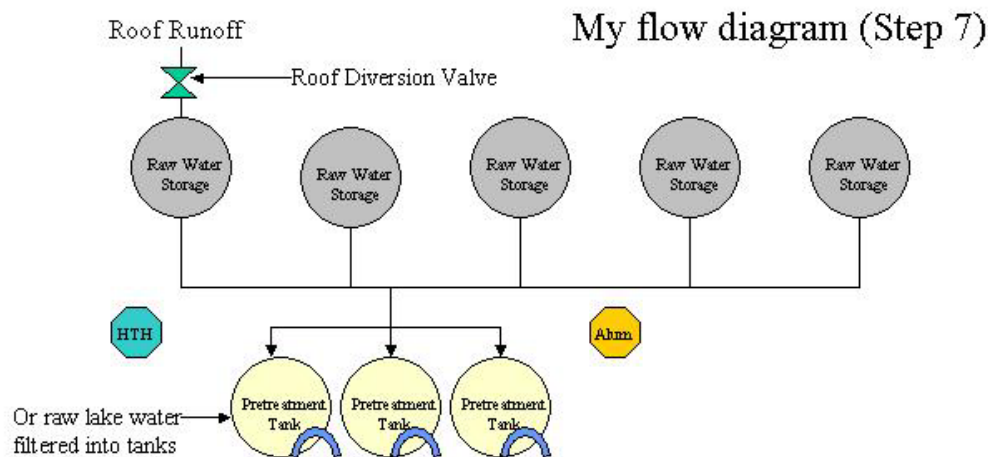 My flow diagram (Step 7)
Roof Runoff
Roof Diversion Valve
Raw Water
Storage
Raw Water
Storage
Raw Water
Storage
Raw Water
Storage
Raw Water
Storage
HTH
Alum
Pretreatment
Tank
Pretreatment
Tank
Pretreatment
Tank
Or raw lake water
filtered into tanks